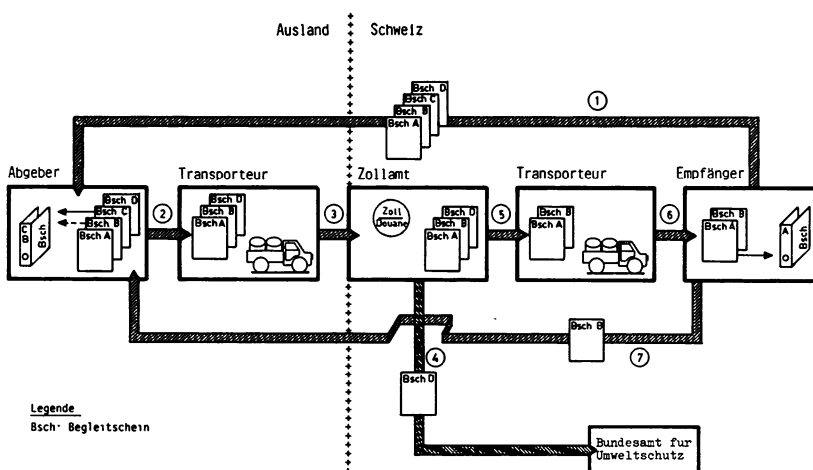 Ausland
Schweiz
Bsch D
Bsch C
Bsch B
Bsch A
1
Abgeber
Transporteur
Zollamt
Transporteur
Empfänger
C
B
Bsch
Bsch D
Bsch C
Bsch B
Bsch A
2
Bsch D
Bsch B
Bsch A
3
Zoll
Douane
Bsch D
Bsch B
Bsch A
5
Bsch B
Bsch A
6
Bsch B
Bsch A
A
Bsch
Bsch B
7
4
Bsch D
Legende
Bsch· Begleitschein
Bundesamt fur
Umweltschutz